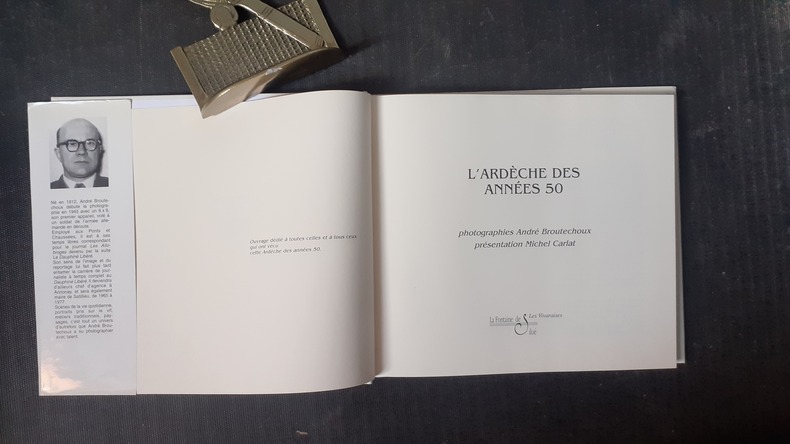 Né en 1912, André Broute-
choux débute la photogra-
phie en 1945 avec un 6 x 9,
son premier appareil, volé à
un soldat de l'armée alle-
mande en déroute.
Employé aux Ponts et
Chaussées, il est à ses
temps libres correspondant
pour le journal Les Allo-
broges devenu par la suite
Le Dauphiné Libéré.
Son sens de l'image et du
reportage lui fait plus tard
entamer la carrière de jour-
naliste à temps complet au
Dauphiné Libéré. Il deviendra
d'ailleurs chef d'agence à
Annonay, et sera également
maire de Satillieu, de 1965 à
1977.
Scènes de la vie quotidienne,
portraits pris sur le vif,
métiers traditionnels, pay-
sages, c'est tout un univers
d'autrefois que André Brou-
techoux a su photographier
avec talent.
Ouvrage dédié à toutes celles et à tous ceux
qui ont vécu
cette Ardèche des années 50.
L'ARDÈCHE DES
ANNÉES 50
photographies André Broutechoux
présentation Michel Carlat
La Fontaine de Siloé
Les Vivaruscs